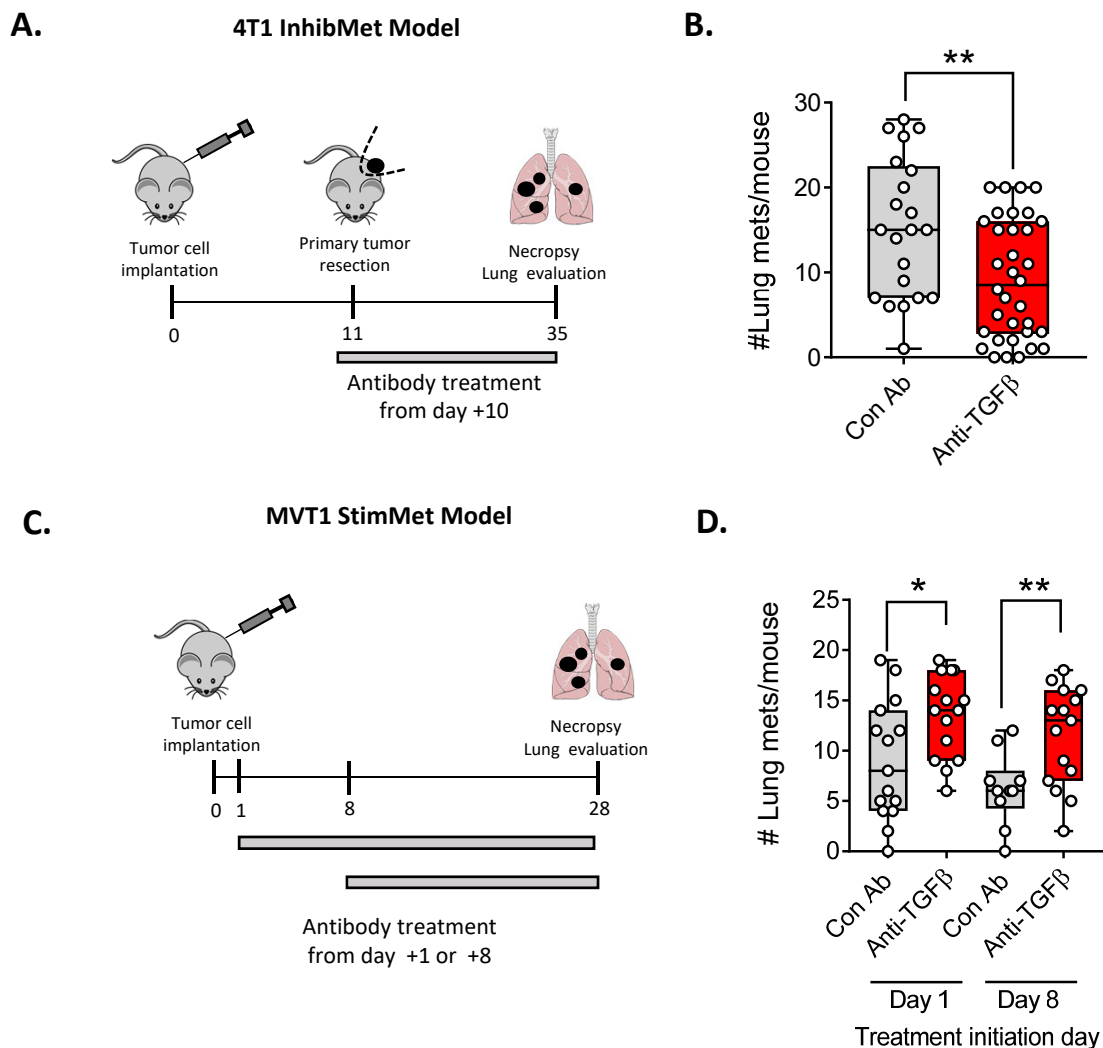 A.
4T1 InhibMet Model
Tumor cell
implantation
Primary tumor
resection
Necropsy
Lung evaluation
0
11
35
Antibody treatment
from day +10
B.
**
#Lung mets/mouse
30
20
10
0
Con Ab
Anti-TGFβ
C.
MVT1 StimMet Model
Tumor cell
implantation
Necropsy
Lung evaluation
0
1
8
28
Antibody treatment
from day +1 or +8
D.
*
**
# Lung mets/mouse
25
20
15
10
5
0
Con Ab
Anti-TGFβ
Con Ab
Anti-TGFβ
Day 1
Day 8
Treatment initiation day